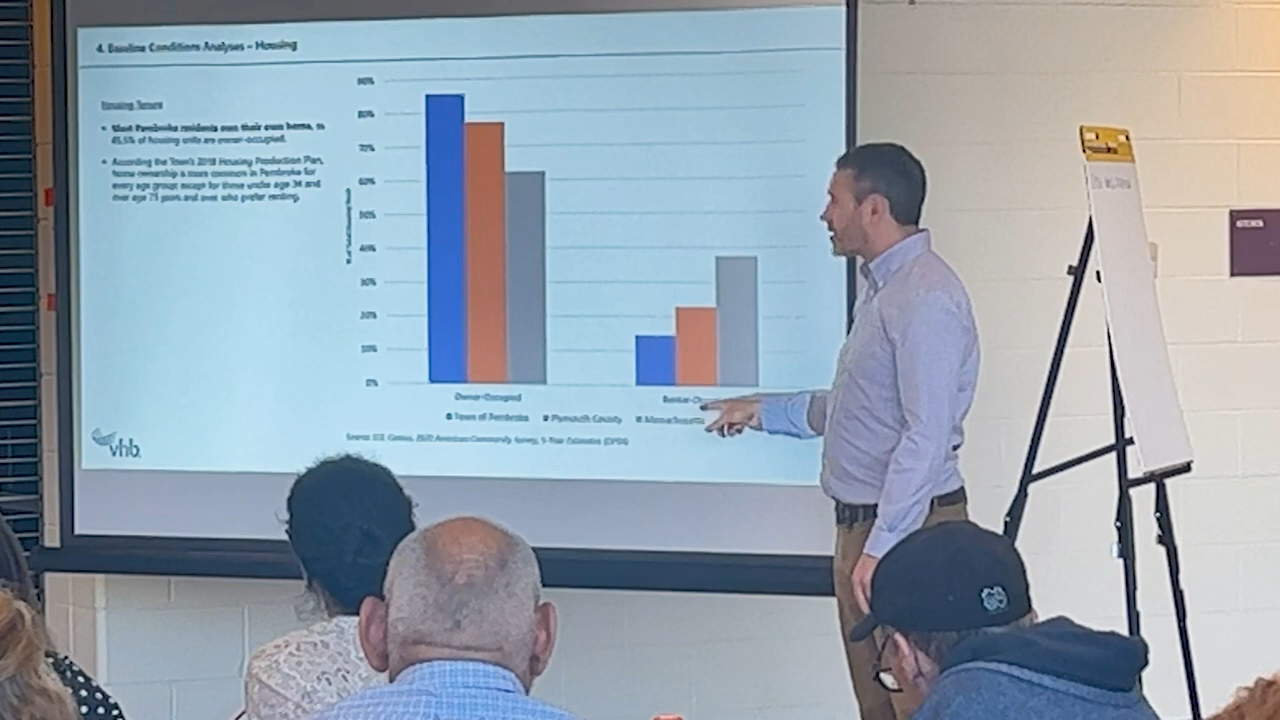 4. Baseline Conditions Analyses – Housing
Housing Tenure
• Most Pembroke residents own their own home, as
of housing units are owner-occupied.
• According the Town's 2018 Housing Production Plan,
home ownership is more common in Pembroke for
every age group except for those under age 34 and
over age 75 years and over who prefer renting.
90%
80%
70%
60%
50%
40%
30%
20%
10%
0%
Owner-Occupied
Renter-O
Town of Pembroke Plymouth County Massachusetts
Source: U.S. Census, American Community Survey, 5-Year Estimates
vhb.